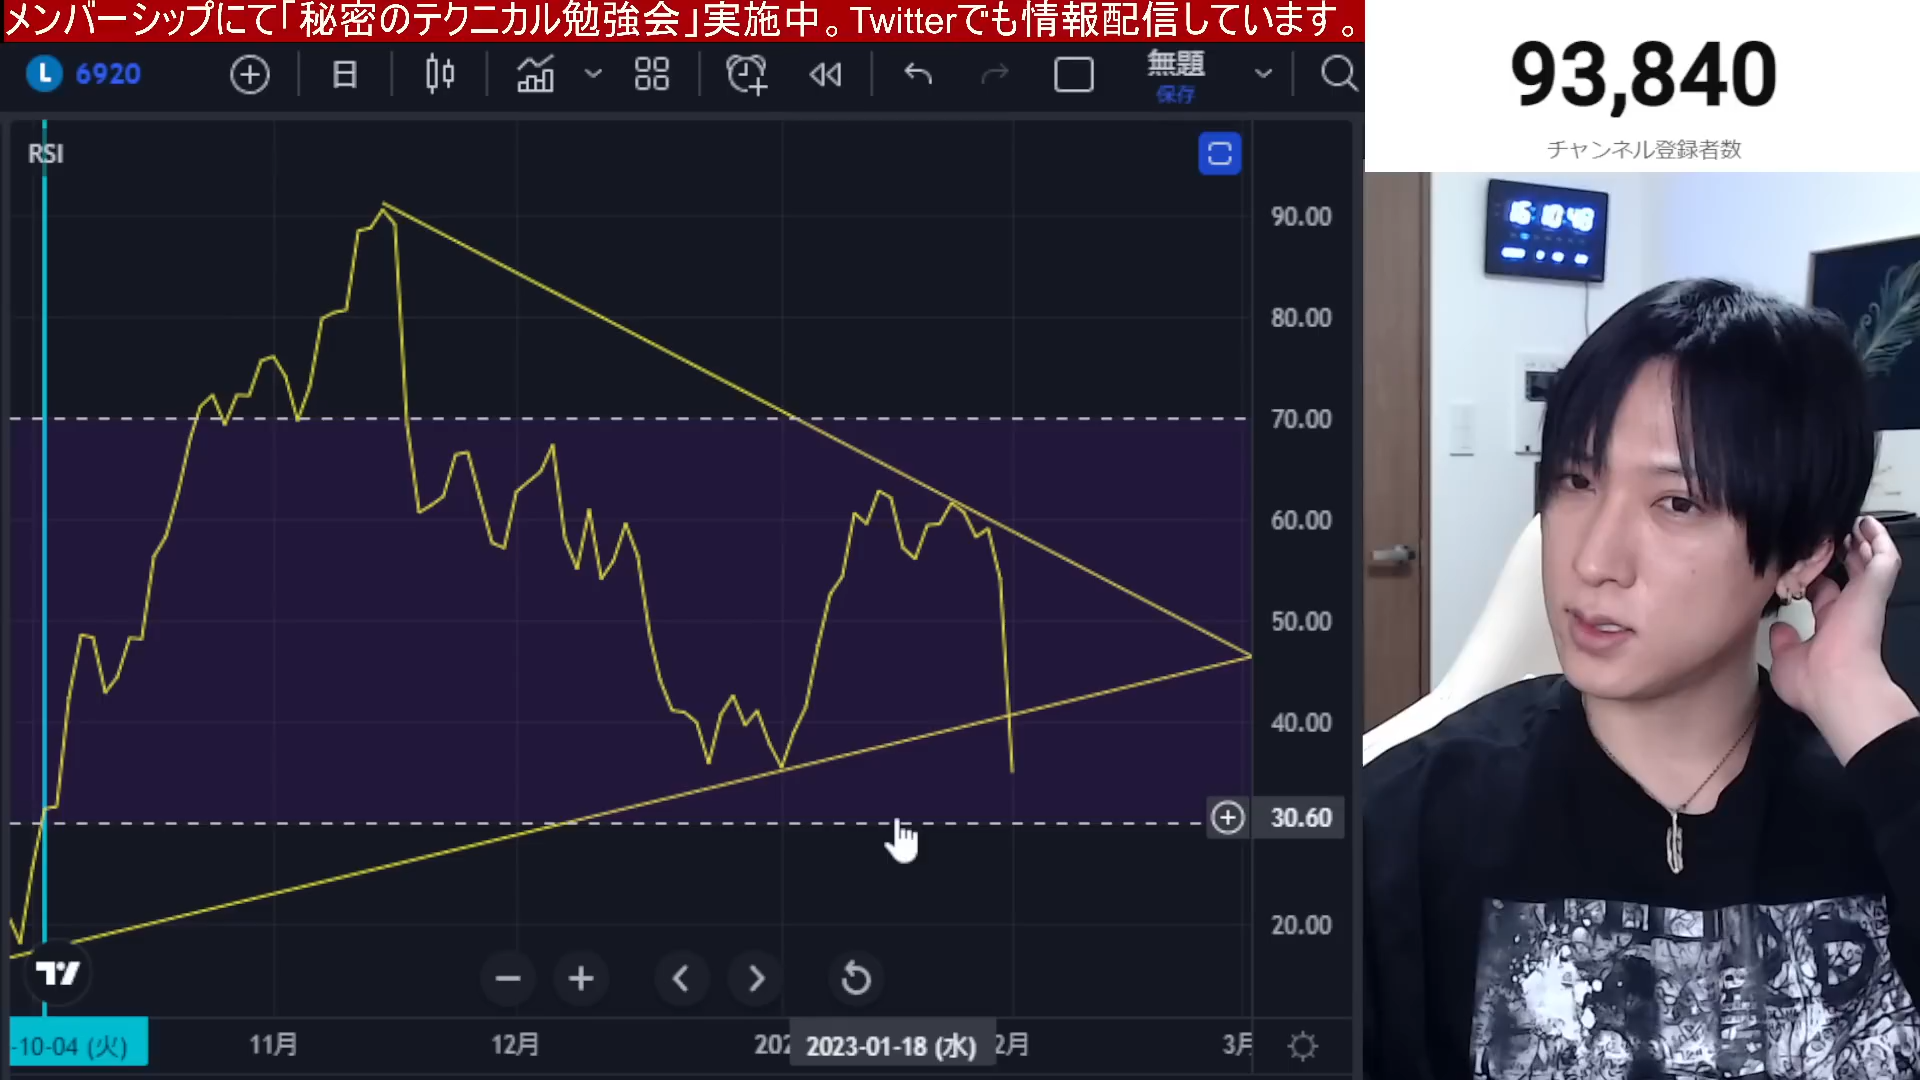 メンバーシップにて「秘密のテクニカル勉強会」実施中。Twitterでも情報配信しています。
L 6920 日 無題
保存
93,840
チャンネル登録者数
RSI
90.00
80.00
70.00
60.00
50.00
40.00
30.60
20.00
-10-04 (火) 11月 12月 202 2023-01-18 (水) 2月 3月